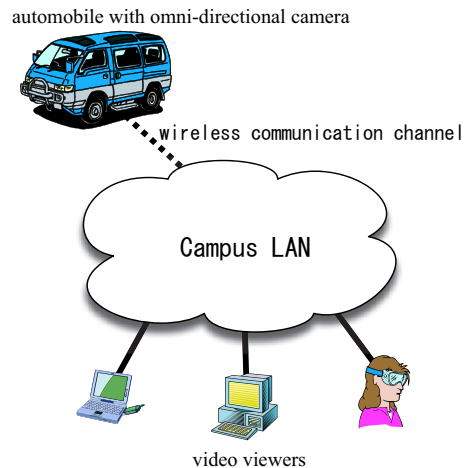 automobile with omni-directional camera
wireless communication channel
Campus LAN
video viewers